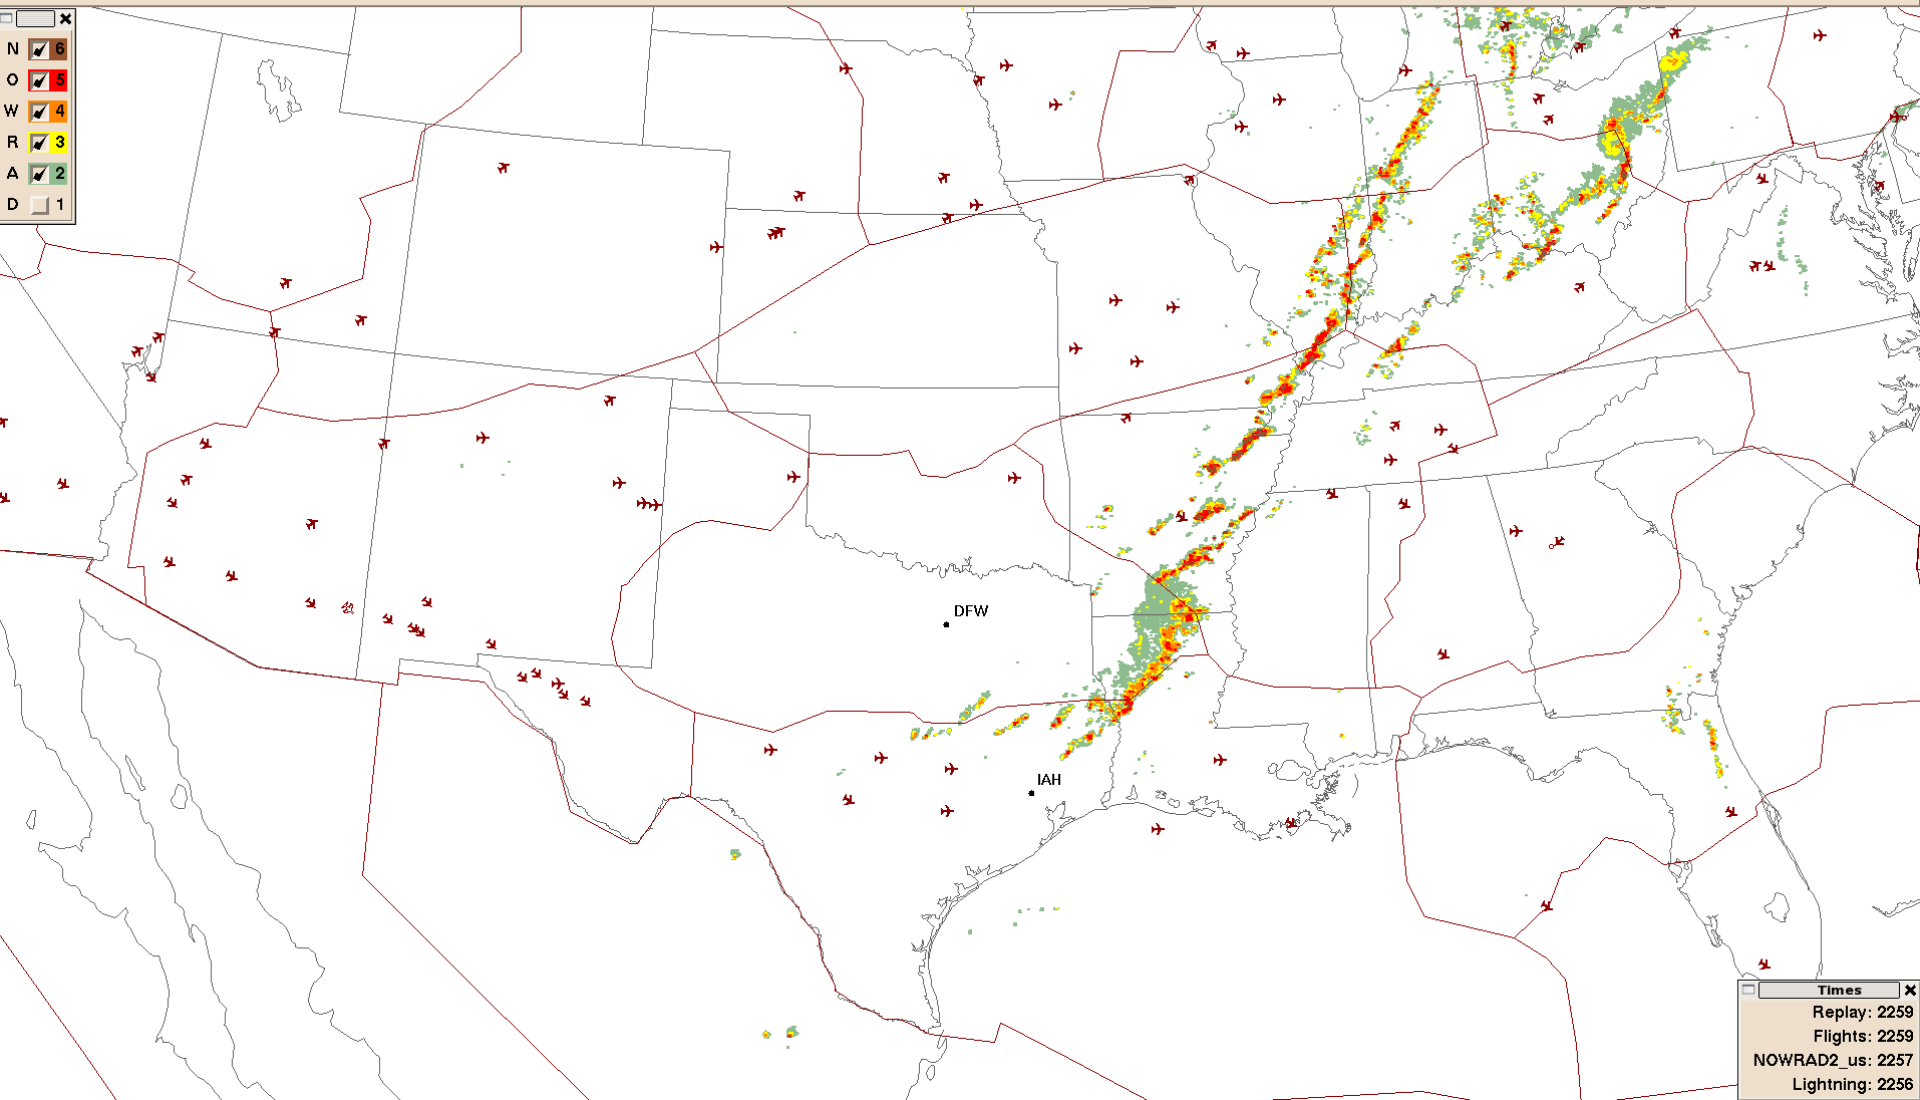 N 6
O 5
W 4
R 3
A 2
D 1
DFW
IAH
Times
Replay: 2259
Flights: 2259
NOWRAD2_us: 2257
Lightning: 2256